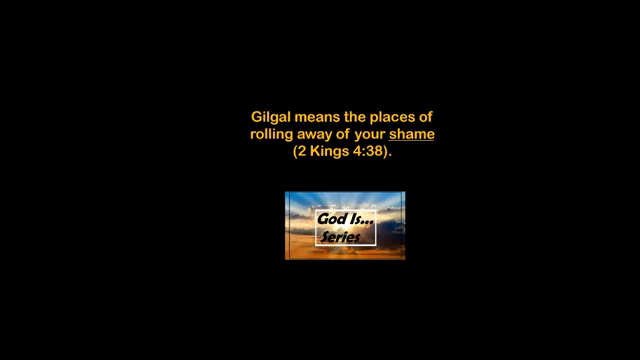 Gilgal means the places of
rolling away of your shame
(2 Kings 4:38).
God Is...
Series